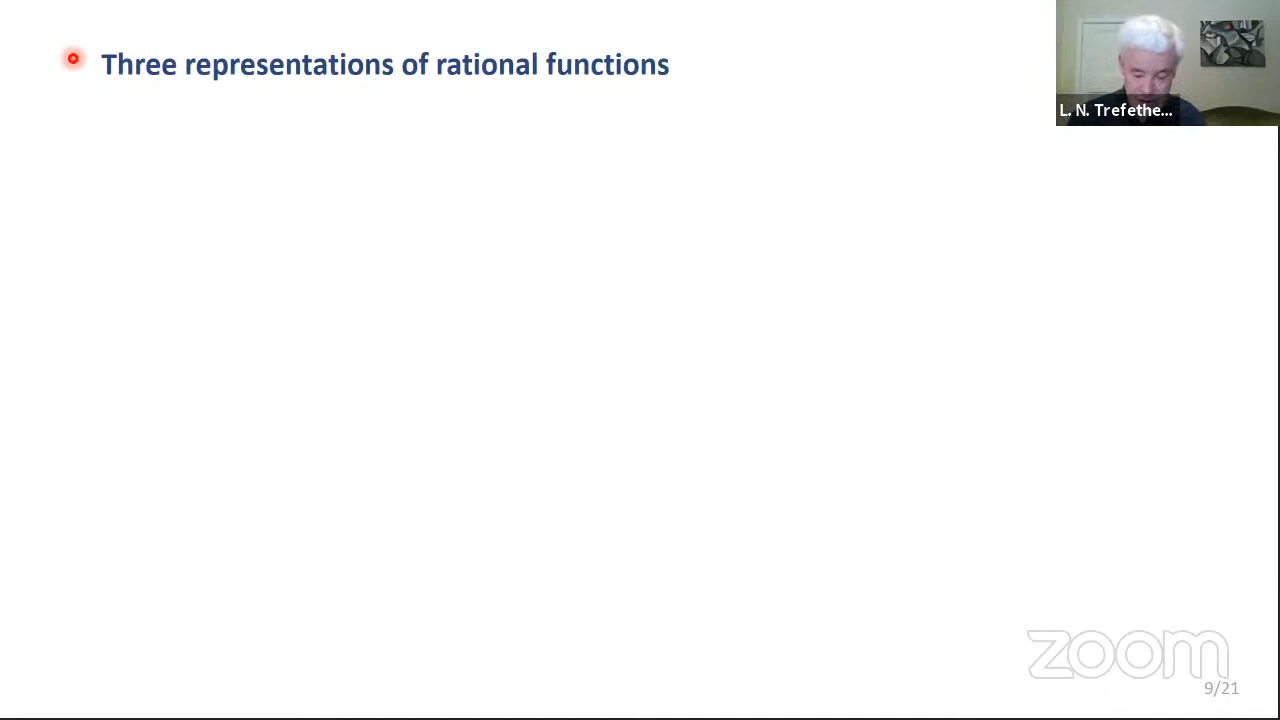 Three representations of rational functions
L. N. Trefethe...
zoom
9/21